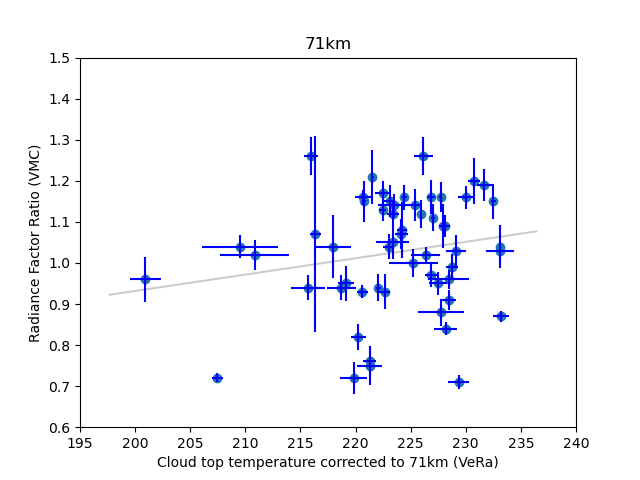 71km
1.5
1.4
1.3
1.2
1.1
1.0
0.9
0.8
0.7
0.6
Radiance Factor Ratio (VMC)
195 200 205 210 215 220 225 230 235 240
Cloud top temperature corrected to 71km (VeRa)